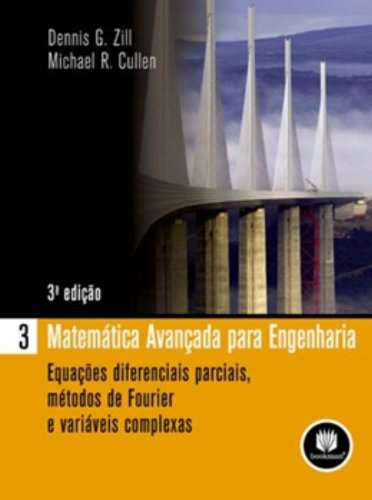 Dennis G. Zill
Michael R. Cullen
3ª edição
3 Matemática Avançada para Engenharia
Equações diferenciais parciais,
métodos de Fourier
e variáveis complexas
bookman